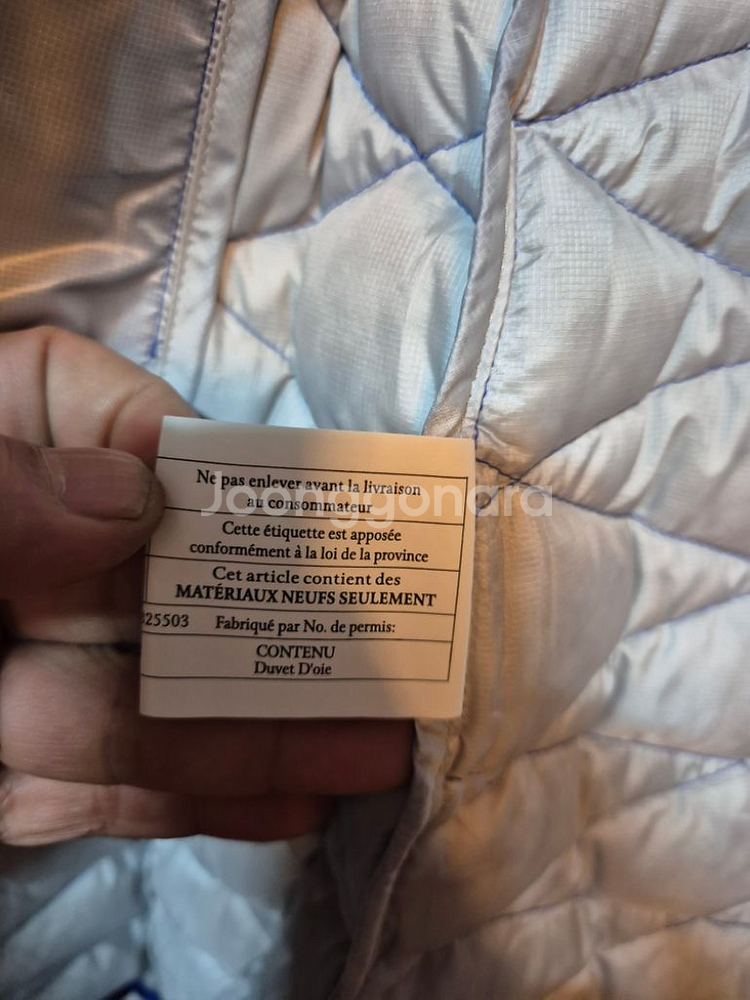 Ne pas enlever avant la livraison
au consommateur
Joonggonara
Cette étiquette est apposée
conformément à la loi de la province
Cet article contient des
MATÉRIAUX NEUFS SEULEMENT
25503 Fabriqué par No. de permis:
CONTENU
Duvet D'oie